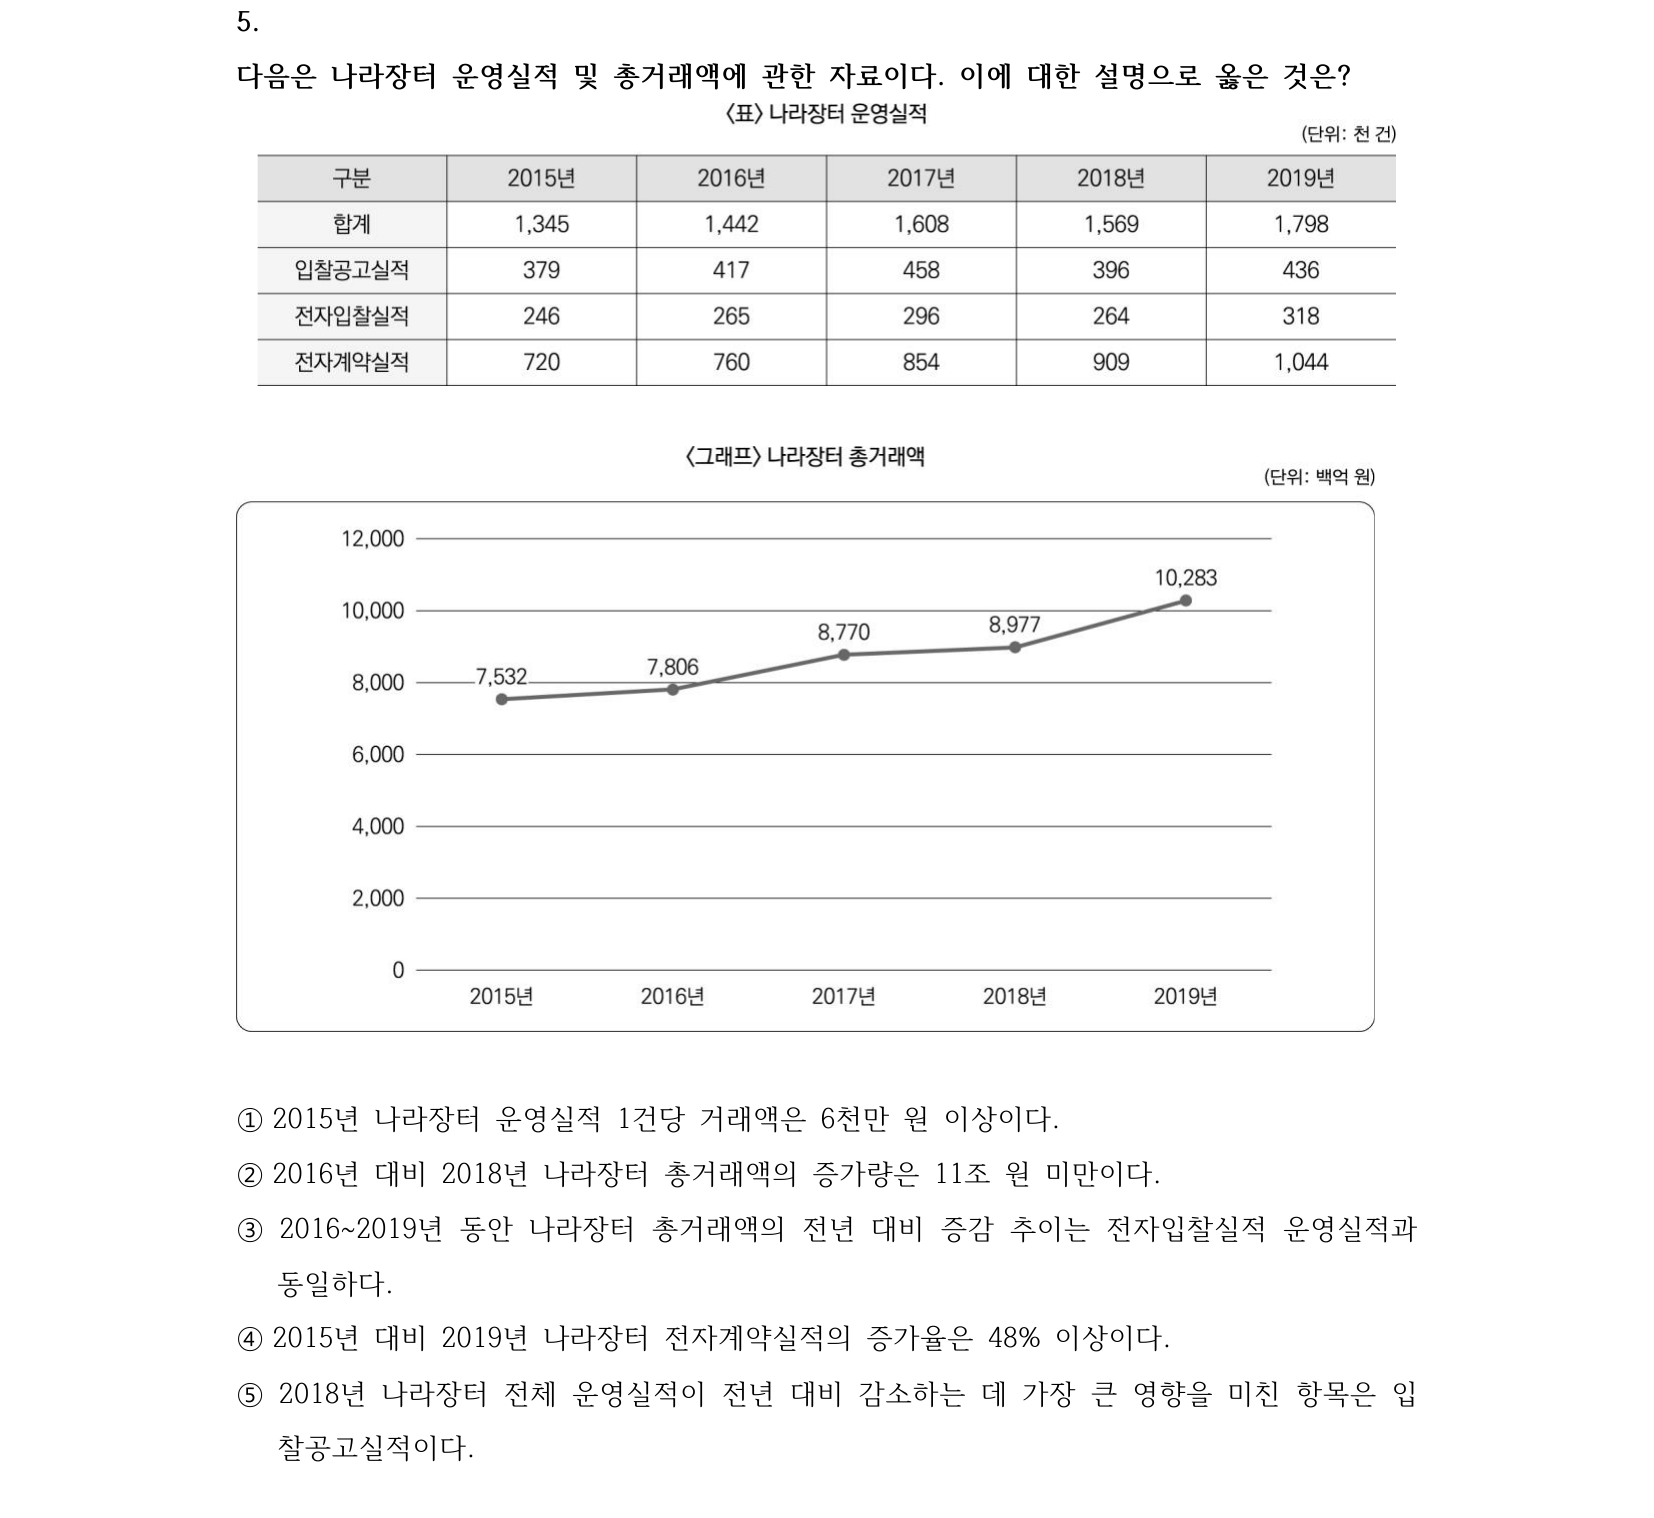 5.
다음은 나라장터 운영실적 및 총거래액에 관한 자료이다. 이에 대한 설명으로 옳은 것은?
<표> 나라장터 운영실적
(단위: 천 건)
구분 2015년 2016년 2017년 2018년 2019년
합계 1,345 1,442 1,608 1,569 1,798
입찰공고실적 379 417 458 396 436
전자입찰실적 246 265 296 264 318
전자계약실적 720 760 854 909 1,044
<그래프> 나라장터 총거래액
(단위: 백억 원)
12,000
10,283
10,000
8,977
8,770
7,806
7,532
8,000
6,000
4,000
2,000
0
2015년 2016년 2017년 2018년 2019년
① 2015년 나라장터 운영실적 1건당 거래액은 6천만 원 이상이다.
② 2016년 대비 2018년 나라장터 총거래액의 증가량은 11조 원 미만이다.
③ 2016~2019년 동안 나라장터 총거래액의 전년 대비 증감 추이는 전자입찰실적 운영실적과
동일하다.
④ 2015년 대비 2019년 나라장터 전자계약실적의 증가율은 48% 이상이다.
⑤ 2018년 나라장터 전체 운영실적이 전년 대비 감소하는 데 가장 큰 영향을 미친 항목은 입
찰공고실적이다.